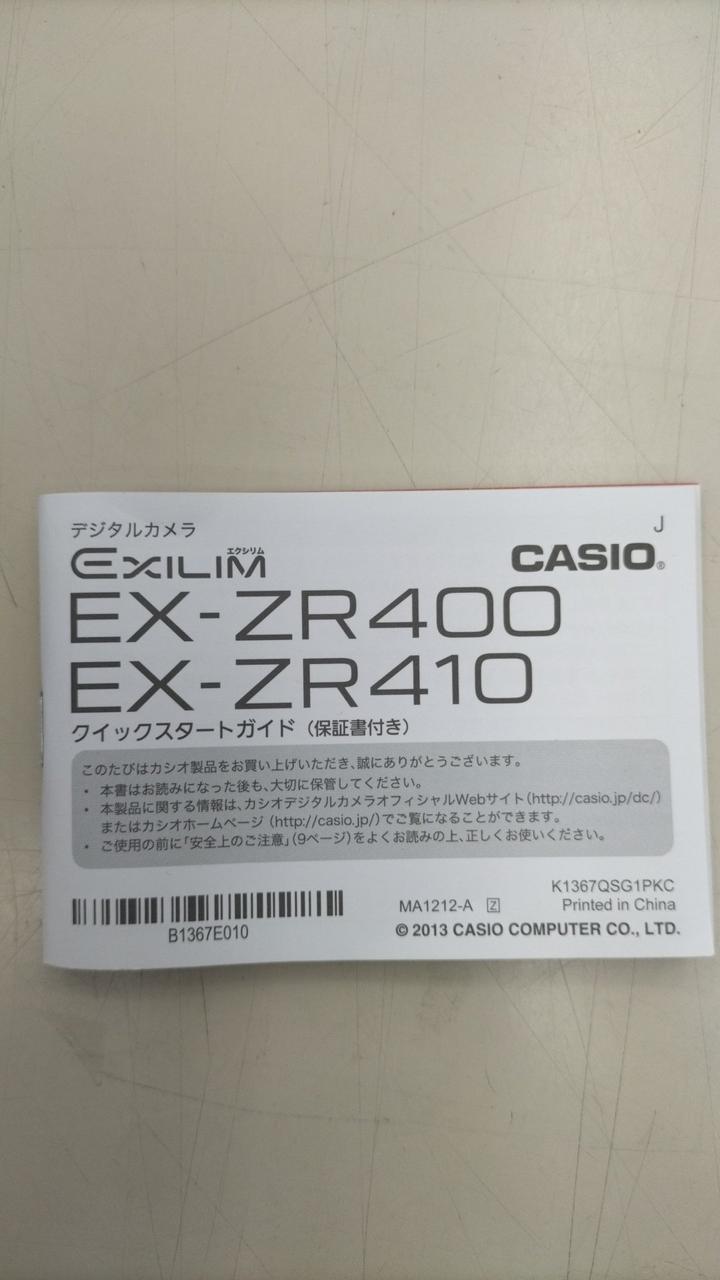 デジタルカメラ
J
エクシリム
EXILIM
CASIO®
EX-ZR400
EX-ZR410
クイックスタートガイド（保証書付き）
このたびはカシオ製品をお買い上げいただき、誠にありがとうございます。
・ 本書はお読みになった後も、大切に保管してください。
・ 本製品に関する情報は、カシオデジタルカメラオフィシャルWebサイト（http://casio.jp/dc/）
またはカシオホームページ（http://casio.jp/）でご覧になることができます。
・ ご使用の前に「安全上のご注意」（9ページ）をよくお読みの上、正しくお使いください。
B1367E010
MA1212-A Z
K1367QSG1PKC
Printed in China
© 2013 CASIO COMPUTER CO., LTD.